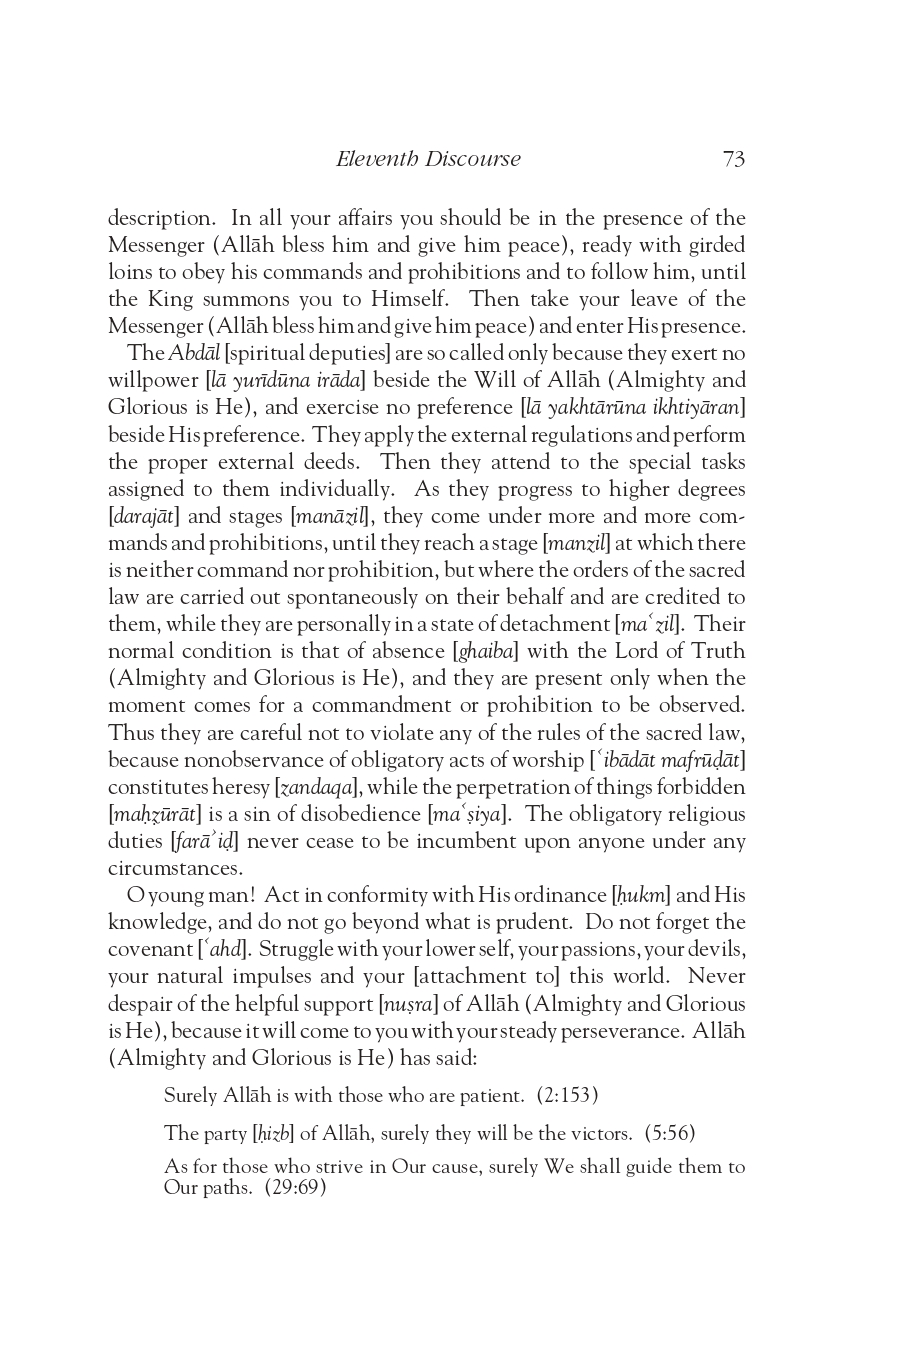 Eleventh Discourse 73
description. In all your affairs you should be in the presence of the
Messenger (Allāh bless him and give him peace), ready with girded
loins to obey his commands and prohibitions and to follow him, until
the King summons you to Himself. Then take your leave of the
Messenger (Allāh bless him and give him peace) and enter His presence.
The Abdāl [spiritual deputies] are so called only because they exert no
willpower [lā yurīdūna irāda] beside the Will of Allāh (Almighty and
Glorious is He), and exercise no preference [lā yakhtārūna ikhtiyāran]
beside His preference. They apply the external regulations and perform
the proper external deeds. Then they attend to the special tasks
assigned to them individually. As they progress to higher degrees
[darajāt] and stages [manāzil], they come under more and more com-
mands and prohibitions, until they reach a stage [manzil] at which there
is neither command nor prohibition, but where the orders of the sacred
law are carried out spontaneously on their behalf and are credited to
them, while they are personally in a state of detachment [maʿzil]. Their
normal condition is that of absence [ghaiba] with the Lord of Truth
(Almighty and Glorious is He), and they are present only when the
moment comes for a commandment or prohibition to be observed.
Thus they are careful not to violate any of the rules of the sacred law,
because nonobservance of obligatory acts of worship [ʿibādāt mafrūḍāt]
constitutes heresy [zandaqa], while the perpetration of things forbidden
[maḥẓūrāt] is a sin of disobedience [maʿṣiya]. The obligatory religious
duties [farāʾiḍ] never cease to be incumbent upon anyone under any
circumstances.
O young man! Act in conformity with His ordinance [ḥukm] and His
knowledge, and do not go beyond what is prudent. Do not forget the
covenant [ʿahd]. Struggle with your lower self, your passions, your devils,
your natural impulses and your [attachment to] this world. Never
despair of the helpful support [nuṣra] of Allāh (Almighty and Glorious
is He), because it will come to you with your steady perseverance. Allāh
(Almighty and Glorious is He) has said:
Surely Allāh is with those who are patient. (2:153)
The party [ḥizb] of Allāh, surely they will be the victors. (5:56)
As for those who strive in Our cause, surely We shall guide them to
Our paths. (29:69)